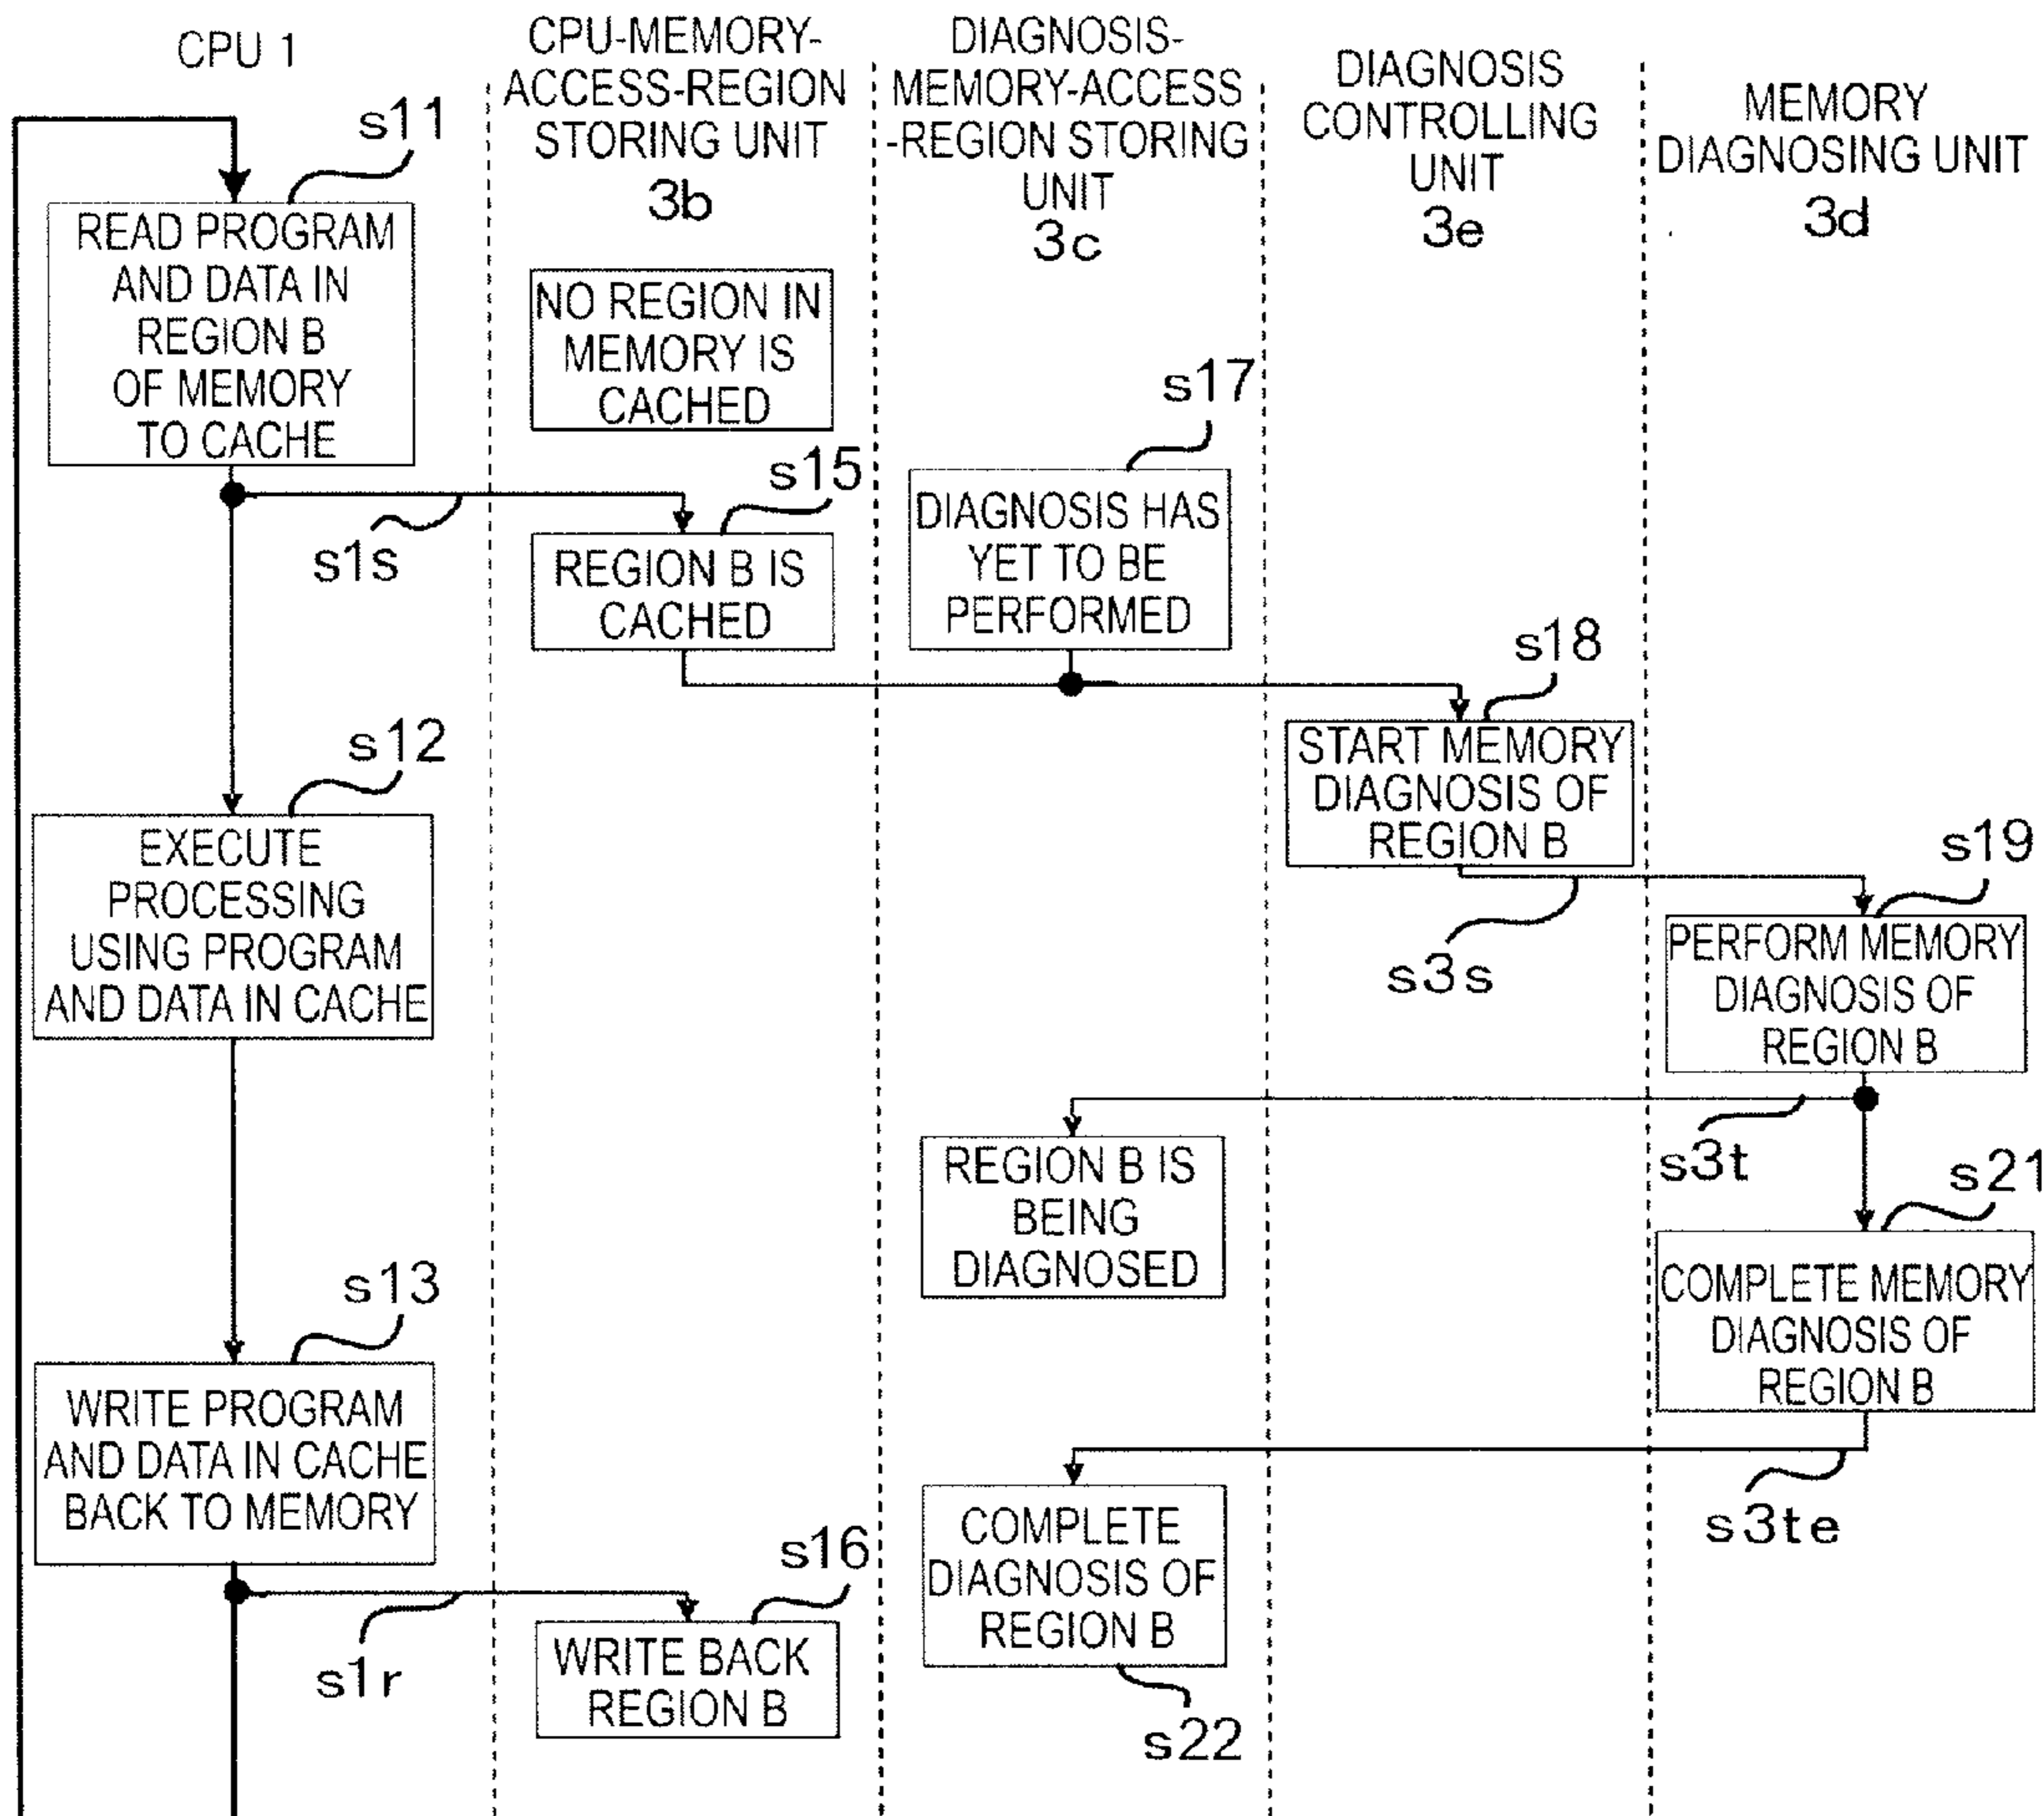 CPU 1
CPU-MEMORY-
ACCESS-REGION
STORING UNIT
3b
DIAGNOSIS-
MEMORY-ACCESS
-REGION STORING
UNIT
3c
DIAGNOSIS
CONTROLLING
UNIT
3e
MEMORY
DIAGNOSING UNIT
3d
s11
READ PROGRAM
AND DATA IN
REGION B
OF MEMORY
TO CACHE
NO REGION IN
MEMORY IS
CACHED
s1s
s15
REGION B IS
CACHED
s17
DIAGNOSIS HAS
YET TO BE
PERFORMED
s18
START MEMORY
DIAGNOSIS OF
REGION B
s3s
s12
EXECUTE
PROCESSING
USING PROGRAM
AND DATA IN CACHE
s19
PERFORM MEMORY
DIAGNOSIS OF
REGION B
s3t
REGION B IS
BEING
DIAGNOSED
s21
COMPLETE MEMORY
DIAGNOSIS OF
REGION B
s3te
s13
WRITE PROGRAM
AND DATA IN CACHE
BACK TO MEMORY
s1r
s16
WRITE BACK
REGION B
COMPLETE
DIAGNOSIS OF
REGION B
s22